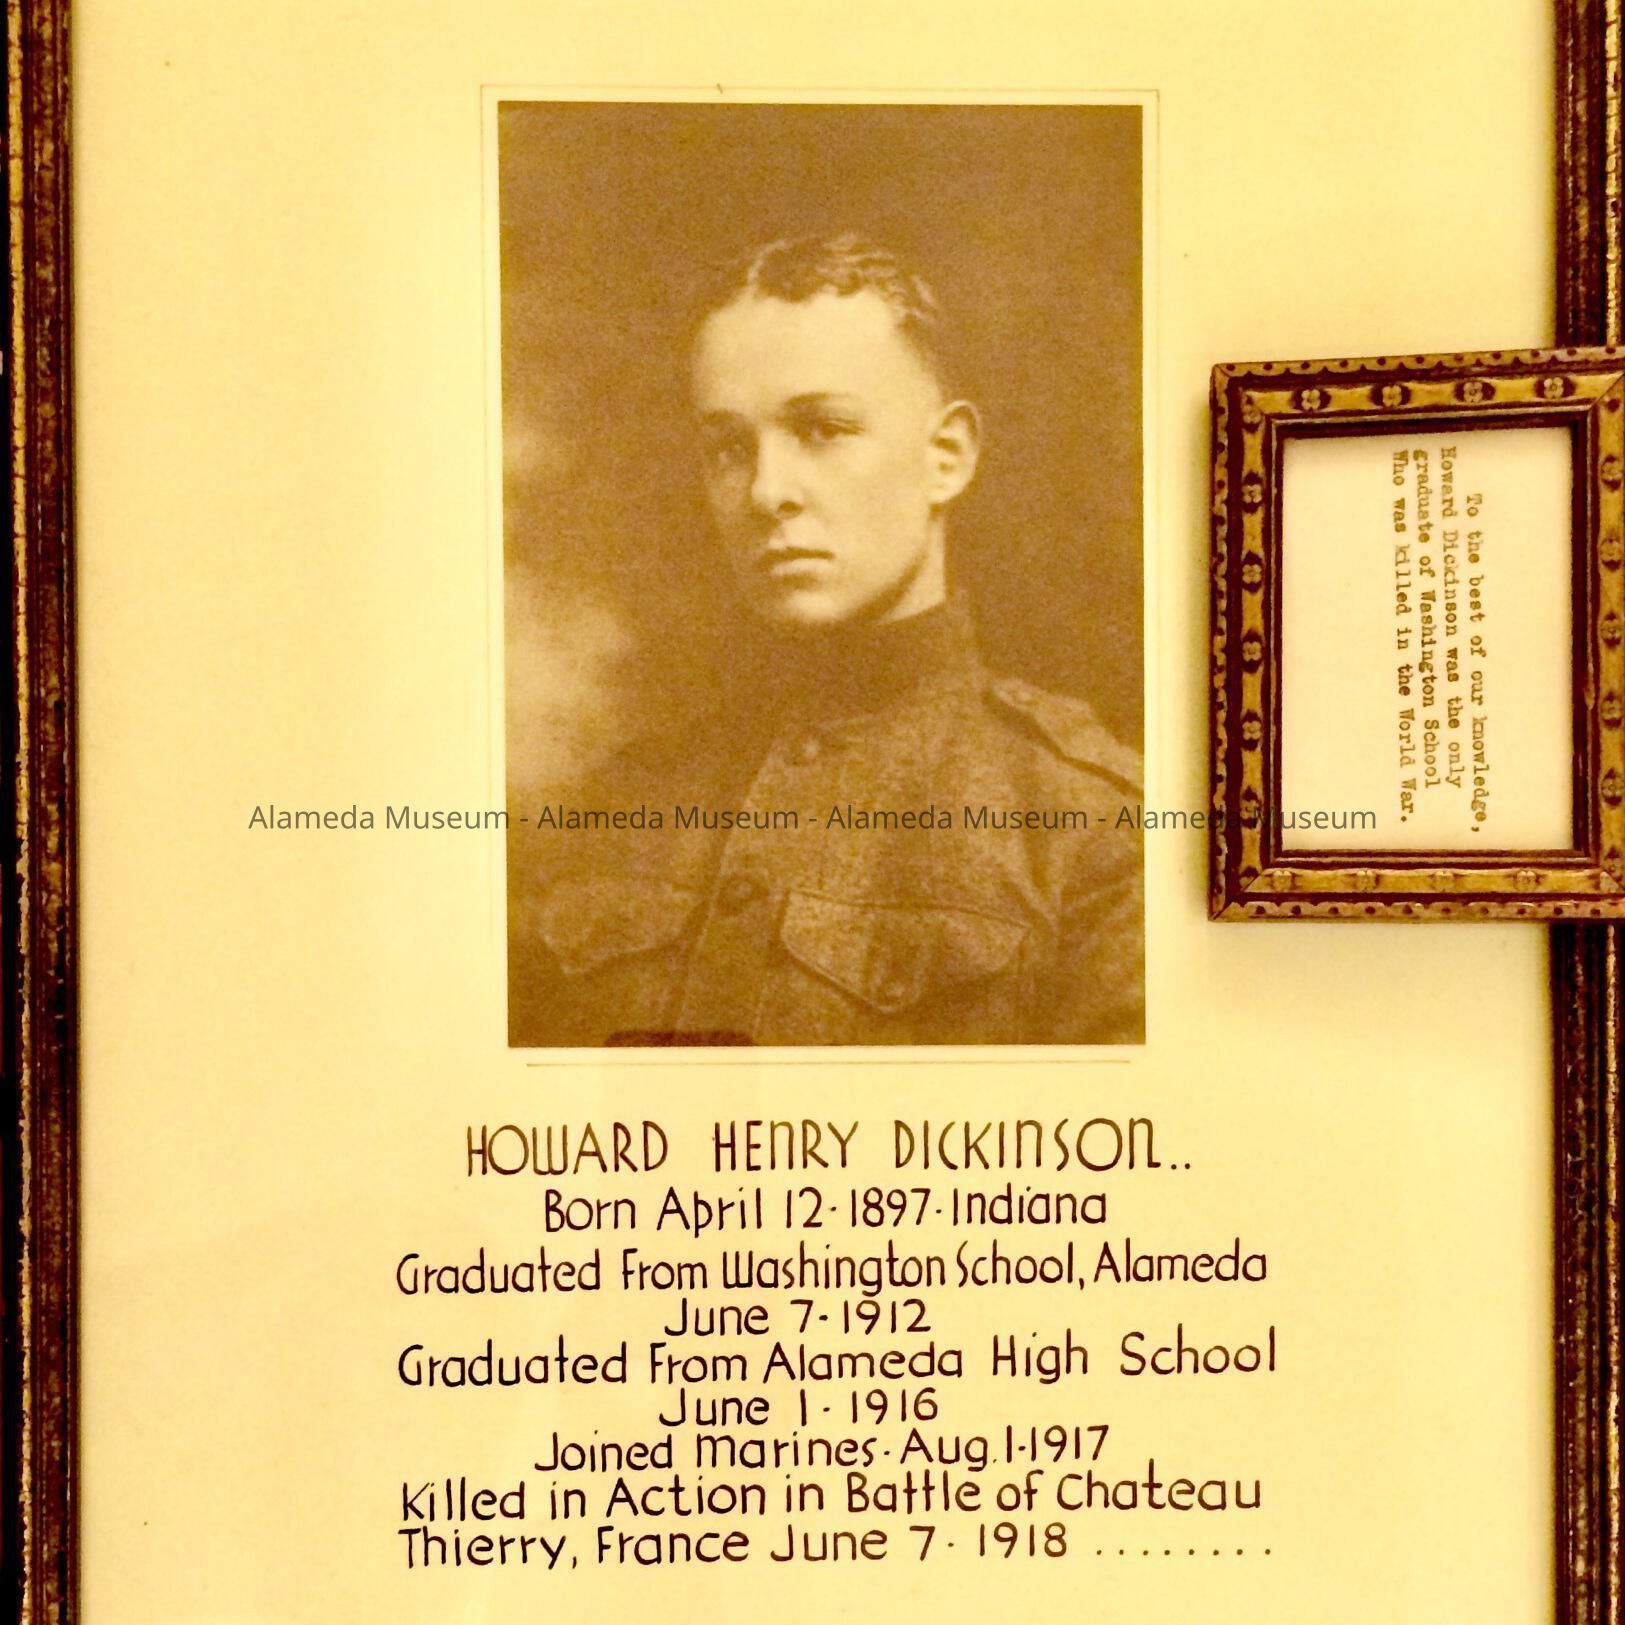 To the best of our knowledge,
Howard Dickinson was the only
graduate of Washington School
Who was killed in the World War.
Alameda Museum - Alameda Museum - Alameda Museum - Alameda Museum
HOWARD HENRY DICKINSON..
Born April 12·1897·Indiana
Graduated From Washington School, Alameda
June 7·1912
Graduated From Alameda High School
June 1·1916
Joined Marines·Aug.1·1917
Killed in Action in Battle of Chateau
Thierry, France June 7·1918 ........